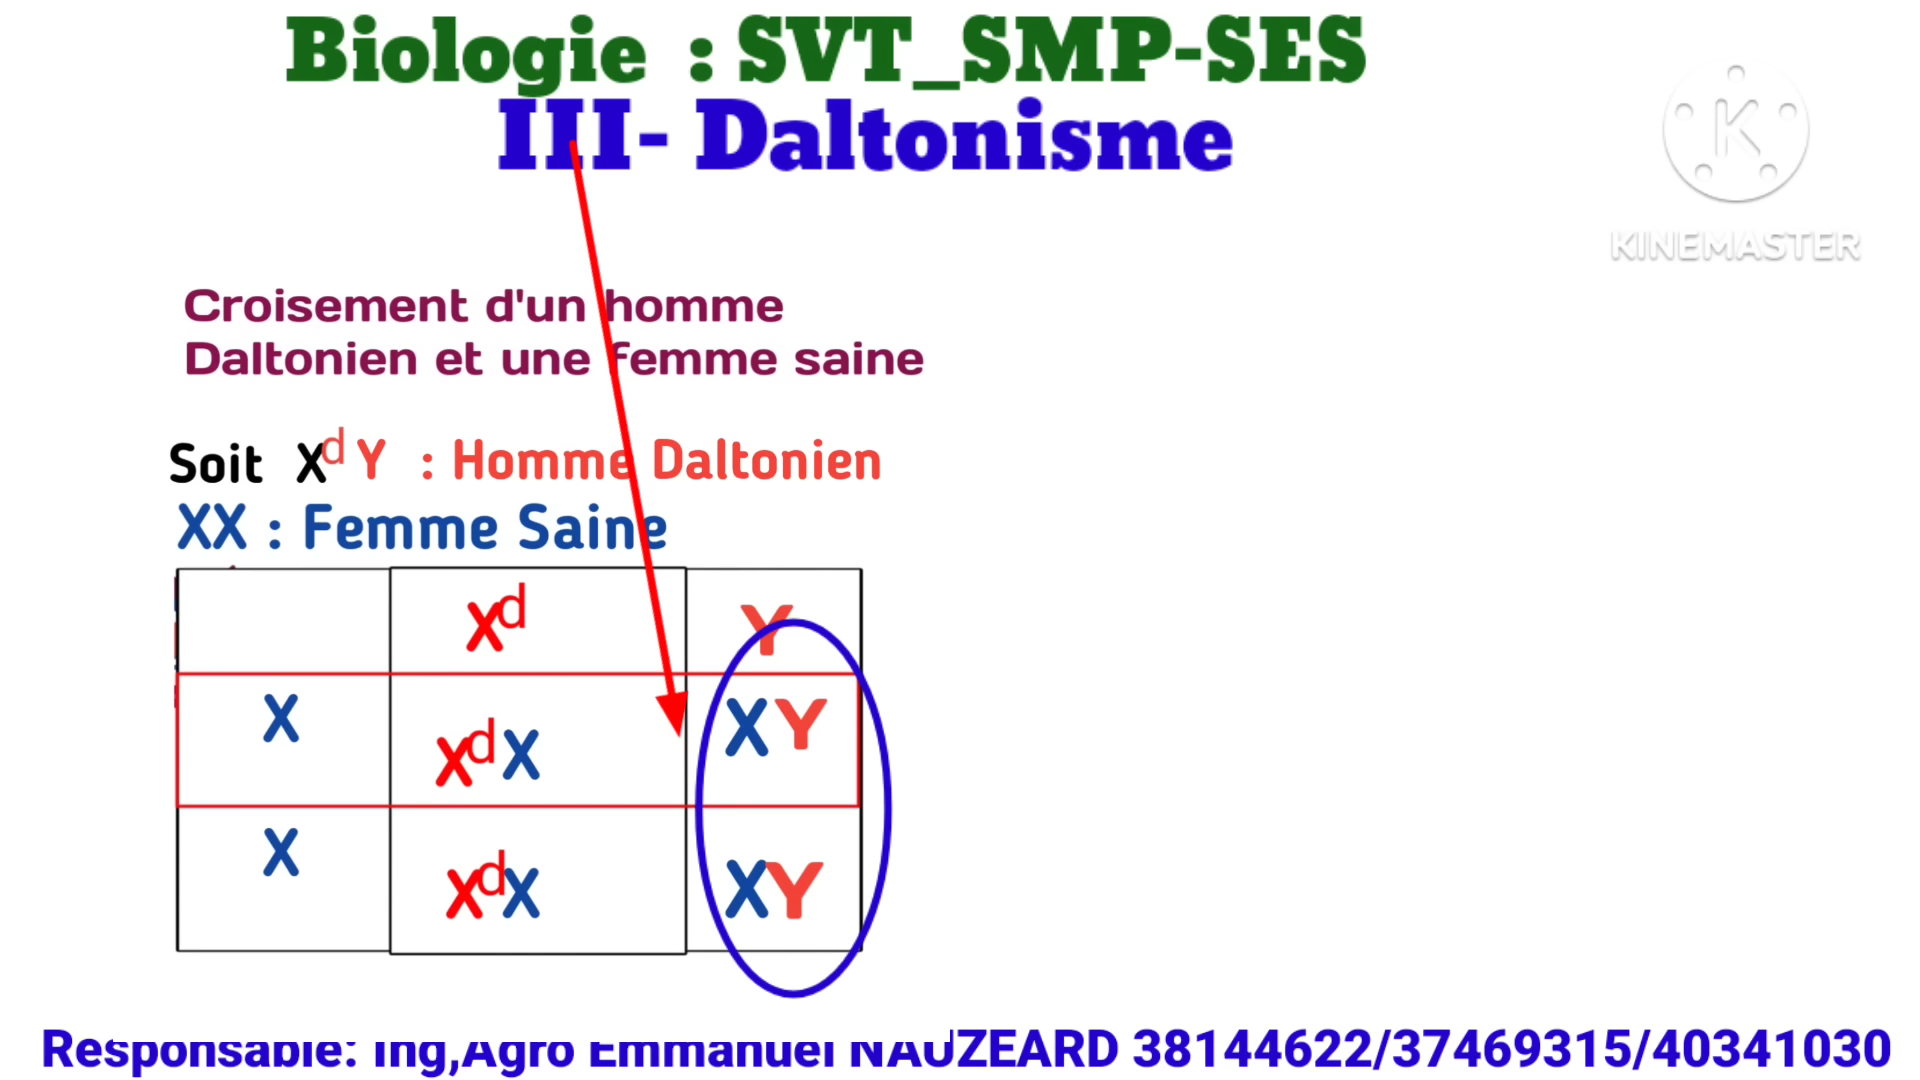 Biologie : SVT_SMP-SES
III- Daltonisme
KINEMASTER
Croisement d'un homme
Daltonien et une femme saine
Soit X^d Y : Homme Daltonien
XX : Femme Saine
X^d Y
X X^d X XY
X X^d X XY
Responsable: Ing,Agro Emmanuel NAUZEARD 38144622/37469315/40341030